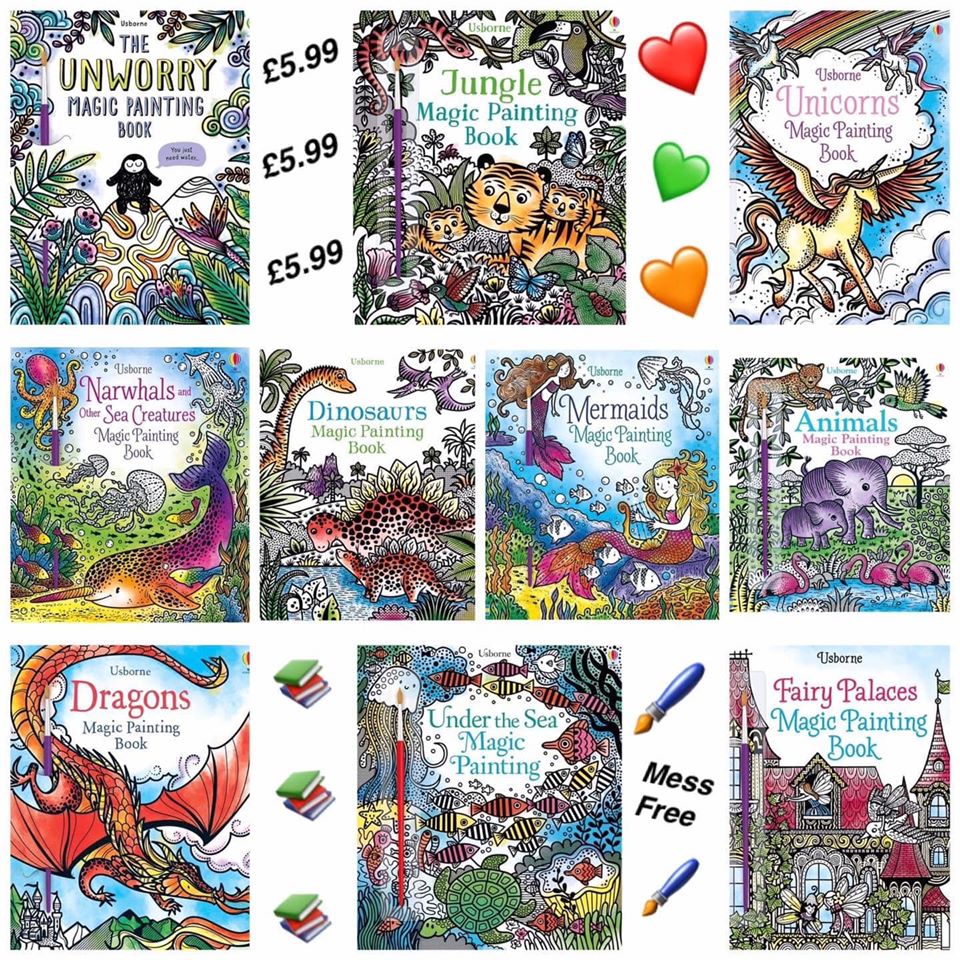 Usborne
THE
UNWORRY
MAGIC PAINTING
BOOK
You just
need water...
£5.99
£5.99
£5.99
Usborne
Jungle
Magic Painting
Book
Usborne
Unicorns
Magic Painting
Book
Usborne
Narwhals and
Other Sea Creatures
Magic Painting
Book
Usborne
Dinosaurs
Magic Painting
Book
Usborne
Mermaids
Magic Painting
Book
Usborne
Animals
Magic Painting
Book
Usborne
Dragons
Magic Painting
Book
Usborne
Under the Sea
Magic
Painting
Mess
Free
Usborne
Fairy Palaces
Magic Painting
Book